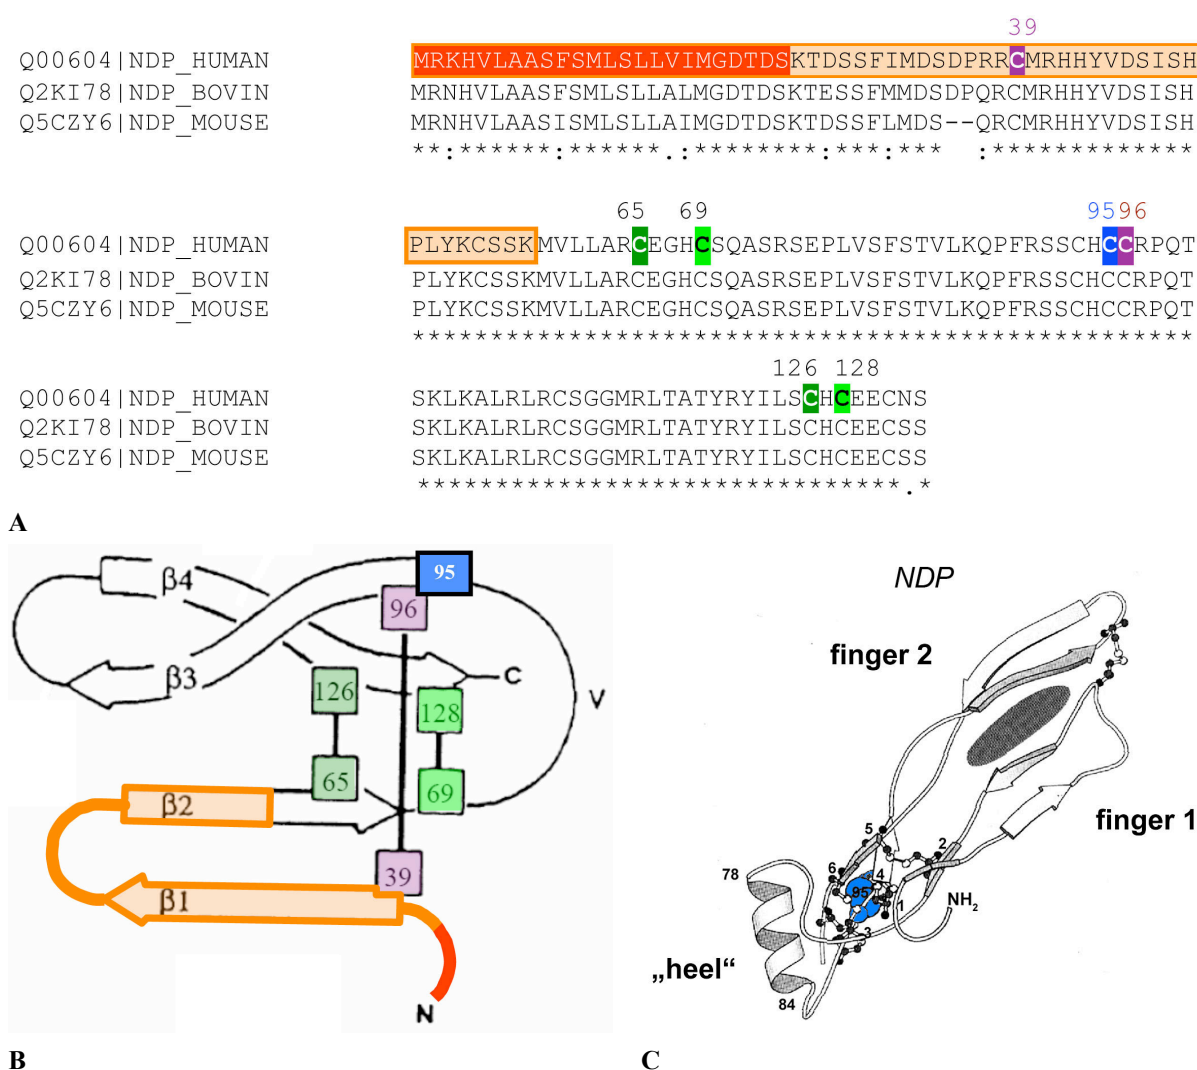 39
Q00604|NDP_HUMAN MRKHVLAASFSMLSLLVIMGDTDSKTDSSFIMDSDPRRCMRHHYVDSISH
Q2KI78|NDP_BOVIN MRNHVLAASFSMLSLLALMGDTDSKTESSFMMDSDPQRCMRHHYVDSISH
Q5CZY6|NDP_MOUSE MRNHVLAASISMLSLLAIMGDTDSKTDSSFLMDS--QRCMRHHYVDSISH
**:******:******.:********:***:*** :*************
65 69 95 96
Q00604|NDP_HUMAN PLYKCSSKMVLLARCEGHCSQASRSEPLVSFSTVLKQPFRSSCHCCRPQT
Q2KI78|NDP_BOVIN PLYKCSSKMVLLARCEGHCSQASRSEPLVSFSTVLKQPFRSSCHCCRPQT
Q5CZY6|NDP_MOUSE PLYKCSSKMVLLARCEGHCSQASRSEPLVSFSTVLKQPFRSSCHCCRPQT
**************************************************
126 128
Q00604|NDP_HUMAN SKLKALRLRCSGGMRLTATYRYILSCHCEECNS
Q2KI78|NDP_BOVIN SKLKALRLRCSGGMRLTATYRYILSCHCEECSS
Q5CZY6|NDP_MOUSE SKLKALRLRCSGGMRLTATYRYILSCHCEECSS
*******************************.*
A
95
β4
96
β3
126
C
128
V
65
69
β2
39
β1
N
B
NDP
finger 2
finger 1
5
2
78
6
4
95
1
NH2
3
„heel“
84
C